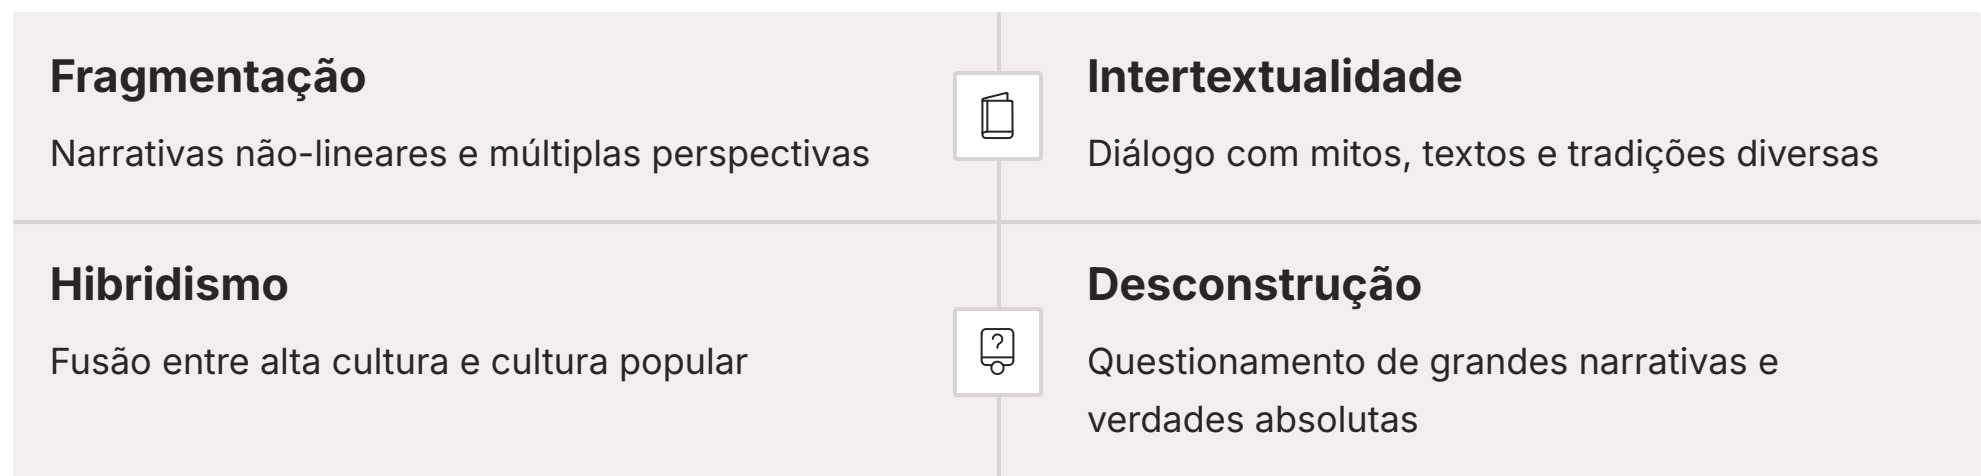 Fragmentação
Narrativas não-lineares e múltiplas perspectivas
Intertextualidade
Diálogo com mitos, textos e tradições diversas
Hibridismo
Fusão entre alta cultura e cultura popular
?
Desconstrução
Questionamento de grandes narrativas e
verdades absolutas